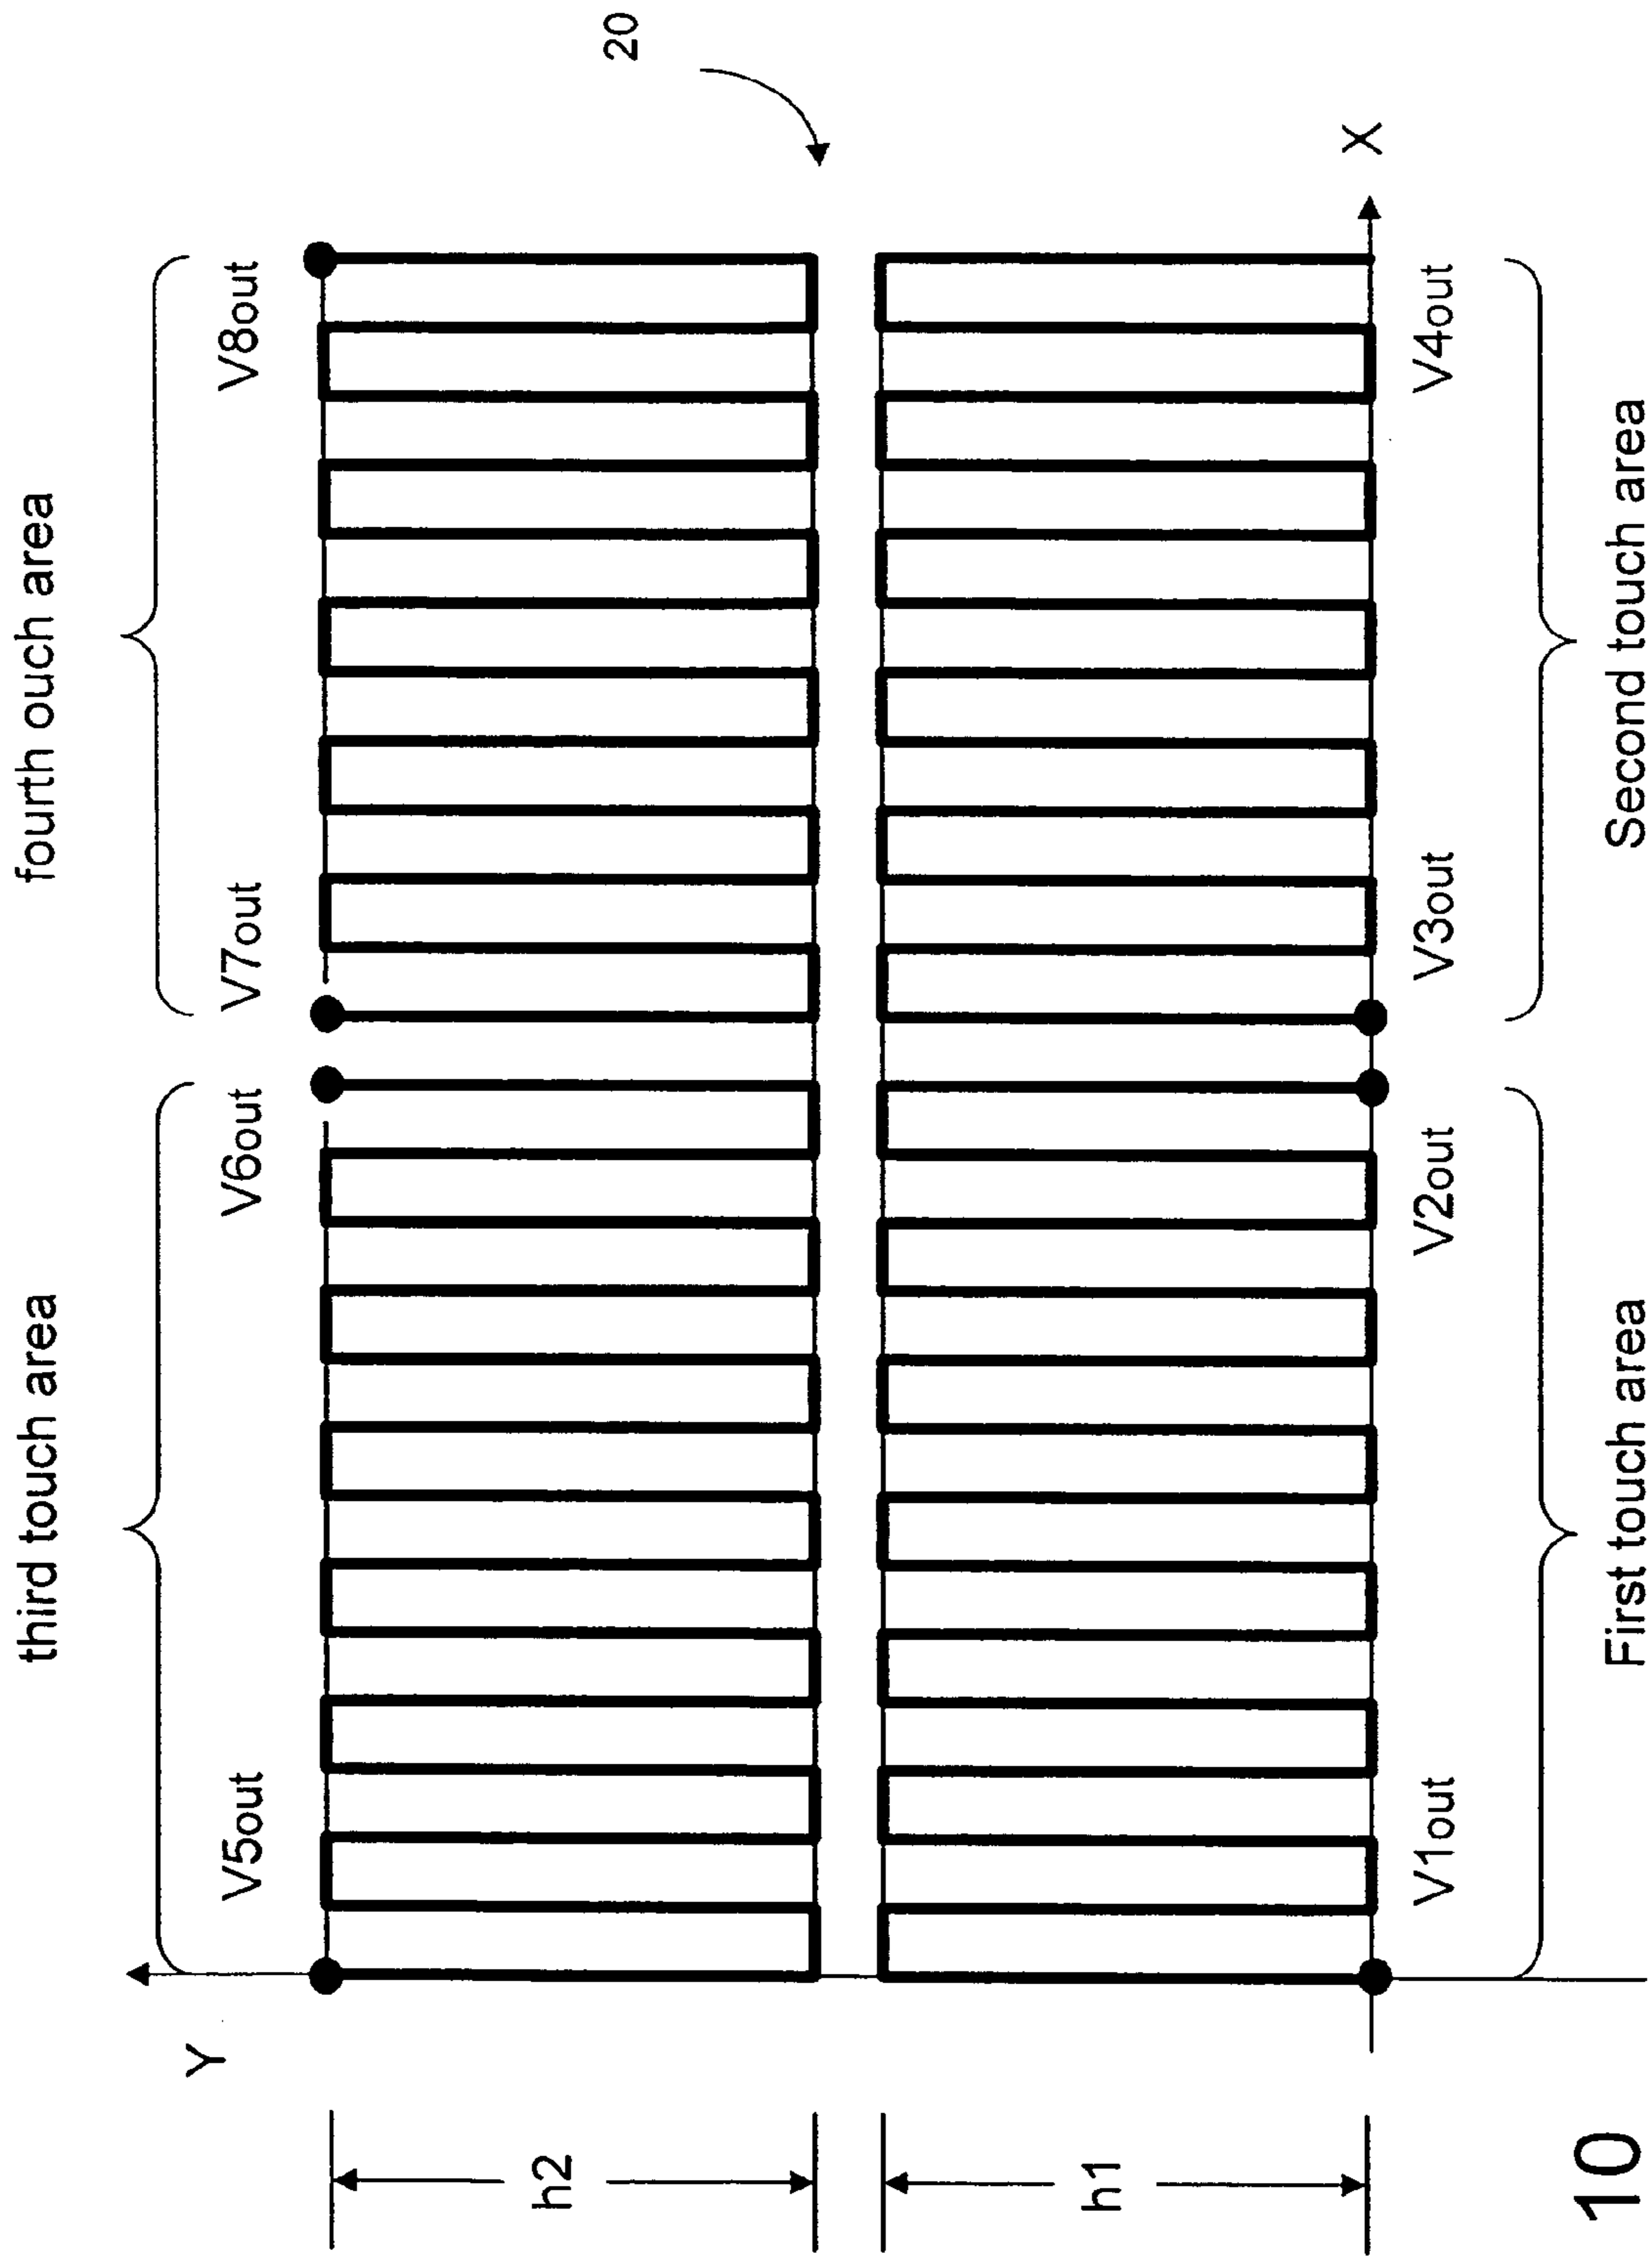 third touch area
fourth ouch area
20
Y
V5out
V6out
V7out
V8out
h2
h1
X
V1out
V2out
V3out
V4out
First touch area
Second touch area
10